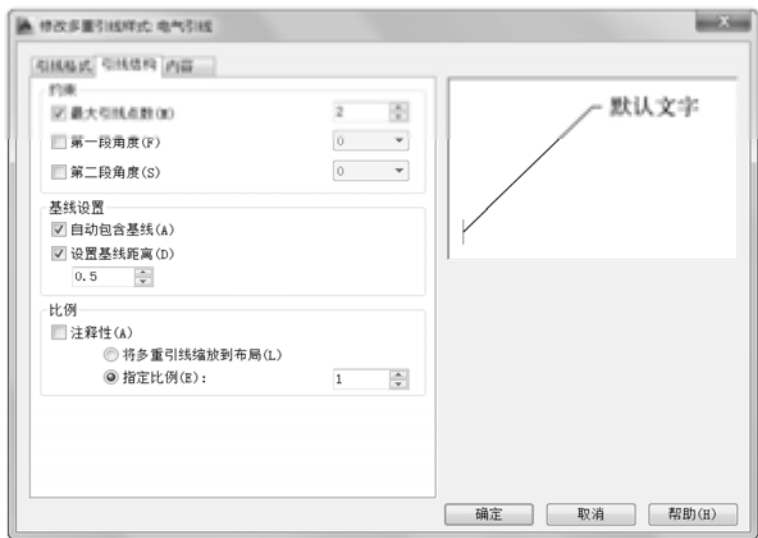 修改多重引线样式: 电气引线
引线格式 引线结构 内容
约束
最大引线点数(M) 2
第一段角度(F) 0
第二段角度(S) 0
基线设置
自动包含基线(A)
设置基线距离(D)
0.5
比例
注释性(A)
将多重引线缩放到布局(L)
指定比例(E): 1
默认文字
确定 取消 帮助(H)